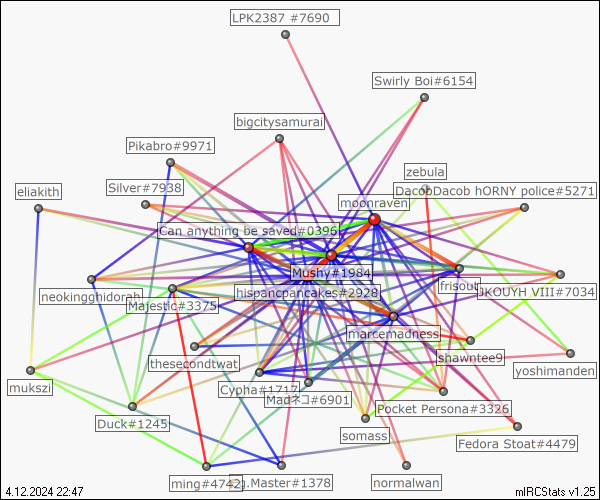 LPK2387 #7690
Swirly Boi#6154
bigcitysamurai
Pikabro#9971
zebula
Silver#7938
DacobDacob hORNY police#5271
eliakith
moonraven
Can anything be saved#0396
Mushy#1984
frisout
hispancpancakes#2928
JKOUYH VIII#7034
neokingghidorah
Majestic#3375
marcemadness
shawntee9
thesecondtwat
yoshimanden
mukszi
Cypha#1717
Madネコ#6901
Pocket Persona#3326
Duck#1245
somass
Fedora Stoat#4479
ming#4742
g.Master#1378
normalwan
4.12.2024 22:47
mIRCStats v1.25